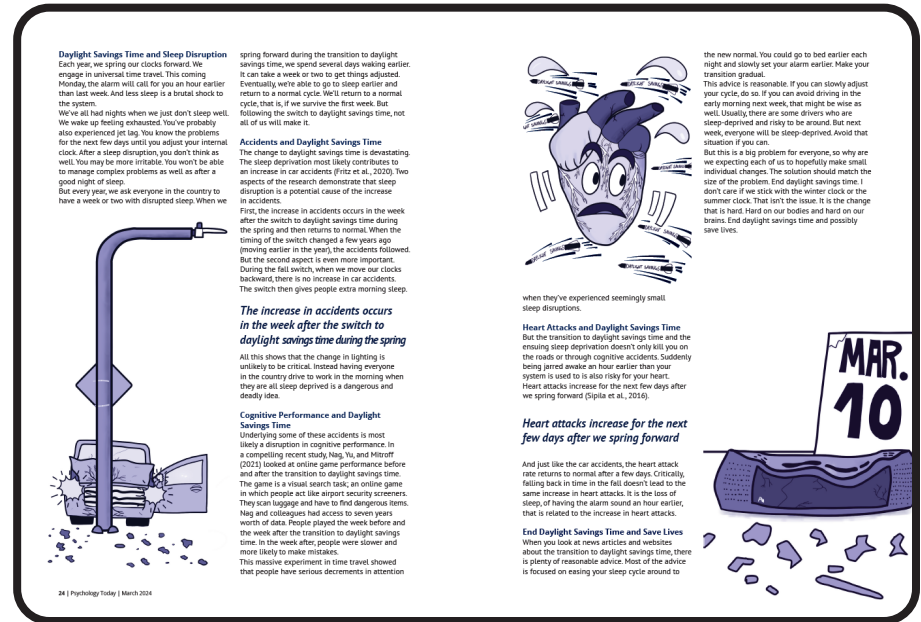 Daylight Savings Time and Sleep Disruption
Each year, we spring our clocks forward. We
engage in universal time travel. This coming
Monday, the alarm will call for you an hour earlier
than last week. And less sleep is a brutal shock to
the system.
We've all had nights when we just don't sleep well.
We wake up feeling exhausted. You've probably
also experienced jet lag. You know the problems
for the next few days until you adjust your internal
clock. After a sleep disruption, you don't think as
well. You may be more irritable. You won't be able
to manage complex problems as well as after a
good night of sleep.
But every year, we ask everyone in the country to
have a week or two with disrupted sleep. When we
spring forward during the transition to daylight
savings time, we spend several days waking earlier.
It can take a week or two to get things adjusted.
Eventually, we're able to go to sleep earlier and
return to a normal cycle. We'll return to a normal
cycle, that is, if we survive the first week. But
following the switch to daylight savings time, not
all of us will make it.
Accidents and Daylight Savings Time
The change to daylight savings time is devastating.
The sleep deprivation most likely contributes to
an increase in car accidents (Fritz et al., 2020). Two
aspects of the research demonstrate that sleep
disruption is a potential cause of the increase
in accidents.
First, the increase in accidents occurs in the week
after the switch to daylight savings time during
the spring and then returns to normal. When the
timing of the switch changed a few years ago
(moving earlier in the year), the accidents followed.
But the second aspect is even more important.
During the fall switch, when we move our clocks
backward, there is no increase in car accidents.
The switch then gives people extra morning sleep.
The increase in accidents occurs
in the week after the switch to
daylight savings time during the spring
All this shows that the change in lighting is
unlikely to be critical. Instead having everyone
in the country drive to work in the morning when
they are all sleep deprived is a dangerous and
deadly idea.
Cognitive Performance and Daylight
Savings Time
Underlying some of these accidents is most
likely a disruption in cognitive performance. In
a compelling recent study, Nag, Yu, and Mitroff
(2021) looked at online game performance before
and after the transition to daylight savings time.
The game is a visual search task; an online game
in which people act like airport security screeners.
They scan luggage and have to find dangerous items.
Nag and colleagues had access to seven years
worth of data. People played the week before and
the week after the transition to daylight savings
time. In the week after, people were slower and
more likely to make mistakes.
This massive experiment in time travel showed
that people have serious decrements in attention
24 | Psychology Today | March 2024
DAYLIGHT SAVINGS
DAYLIGHT SAVINGS
DAYLIGHT SAVINGS
DAYLIGHT SAVINGS
DAYLIGHT SAVINGS
DAYLIGHT SAVINGS
when they've experienced seemingly small
sleep disruptions.
Heart Attacks and Daylight Savings Time
But the transition to daylight savings time and the
ensuing sleep deprivation doesn't only kill you on
the roads or through cognitive accidents. Suddenly
being jarred awake an hour earlier than your
system is used to is also risky for your heart.
Heart attacks increase for the next few days after
we spring forward (Sipila et al., 2016).
Heart attacks increase for the next
few days after we spring forward
And just like the car accidents, the heart attack
rate returns to normal after a few days. Critically,
falling back in time in the fall doesn't lead to the
same increase in heart attacks. It is the loss of
sleep, of having the alarm sound an hour earlier,
that is related to the increase in heart attacks.
End Daylight Savings Time and Save Lives
When you look at news articles and websites
about the transition to daylight savings time, there
is plenty of reasonable advice. Most of the advice
is focused on easing your sleep cycle around to
the new normal. You could go to bed earlier each
night and slowly set your alarm earlier. Make your
transition gradual.
This advice is reasonable. If you can slowly adjust
your cycle, do so. If you can avoid driving in the
early morning next week, that might be wise as
well. Usually, there are some drivers who are
sleep-deprived and risky to be around. But next
week, everyone will be sleep-deprived. Avoid that
situation if you can.
But this is a big problem for everyone, so why are
we expecting each of us to hopefully make small
individual changes. The solution should match the
size of the problem. End daylight savings time. I
don't care if we stick with the winter clock or the
summer clock. That isn't the issue. It is the change
that is hard. Hard on our bodies and hard on our
brains. End daylight savings time and possibly
save lives.
MAR.
10